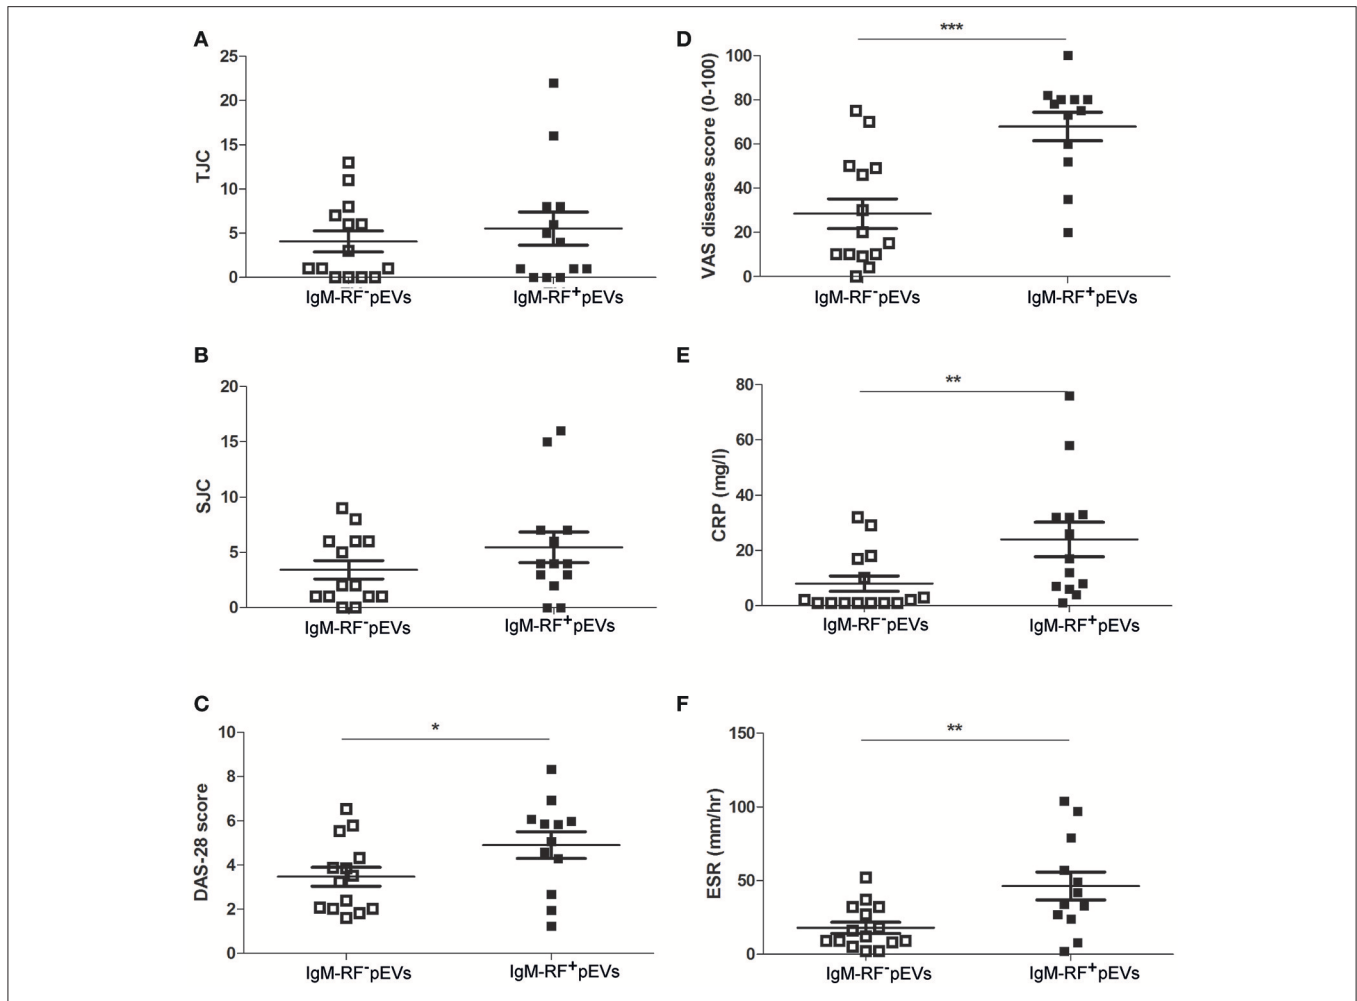 A
TJC
25
20
15
10
5
0
IgM-RF⁻pEVs
IgM-RF⁺pEVs
B
SJC
20
15
10
5
0
IgM-RF⁻pEVs
IgM-RF⁺pEVs
C
DAS-28 score
10
8
6
4
2
0
*
IgM-RF⁻pEVs
IgM-RF⁺pEVs
D
VAS disease score (0-100)
100
80
60
40
20
0
***
IgM-RF⁻pEVs
IgM-RF⁺pEVs
E
CRP (mg/l)
80
60
40
20
0
**
IgM-RF⁻pEVs
IgM-RF⁺pEVs
F
ESR (mm/hr)
150
100
50
0
**
IgM-RF⁻pEVs
IgM-RF⁺pEVs